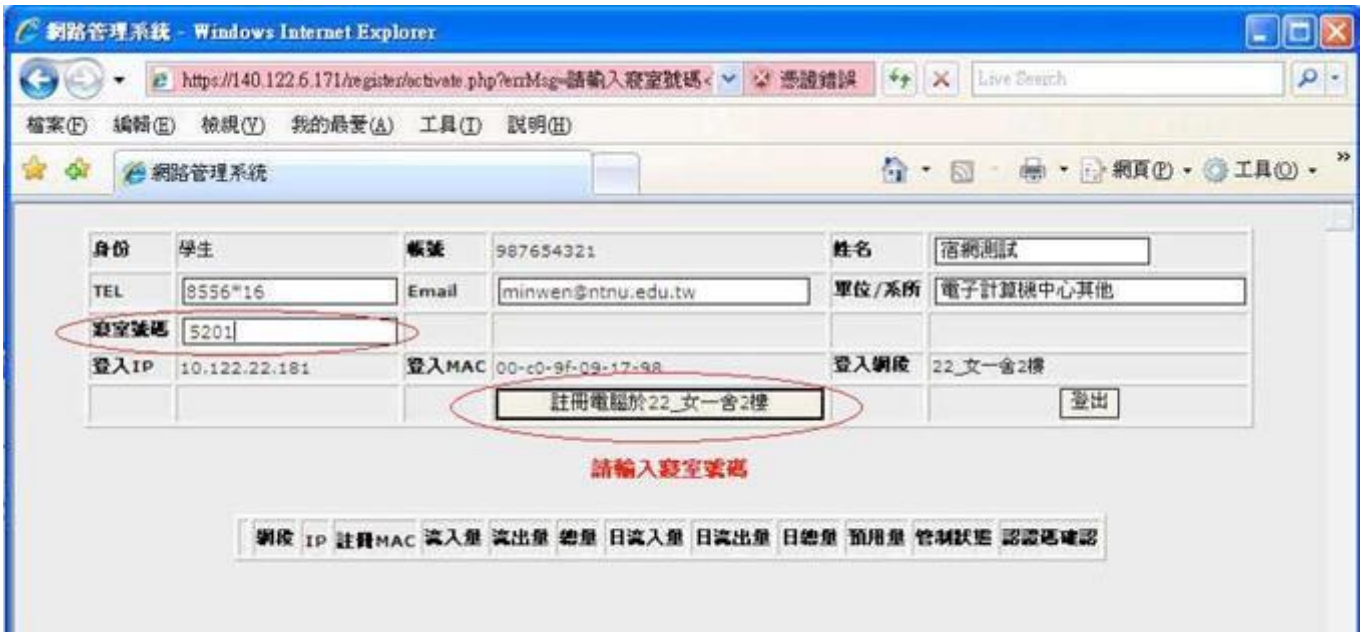 網路管理系統 - Windows Internet Explorer
https://140.122.6.171/register/activate.php?errMsg=請輸入寢室號碼< 憑證錯誤 Live Search
檔案(F) 編輯(E) 檢視(V) 我的最愛(A) 工具(T) 說明(H)
網路管理系統 網頁(P) 工具(O) »
身份 學生 帳號 987654321 姓名 宿網測試
TEL 8556*16 Email minwen@ntnu.edu.tw 單位/系所 電子計算機中心其他
寢室號碼 5201
登入IP 10.122.22.181 登入MAC 00-c0-9f-09-17-98 登入網段 22_女一舍2樓
註冊電腦於22_女一舍2樓 登出
請輸入寢室號碼
網段 IP 註冊MAC 流入量 流出量 總量 日流入量 日流出量 日總量 預用量 管制狀態 認證碼確認